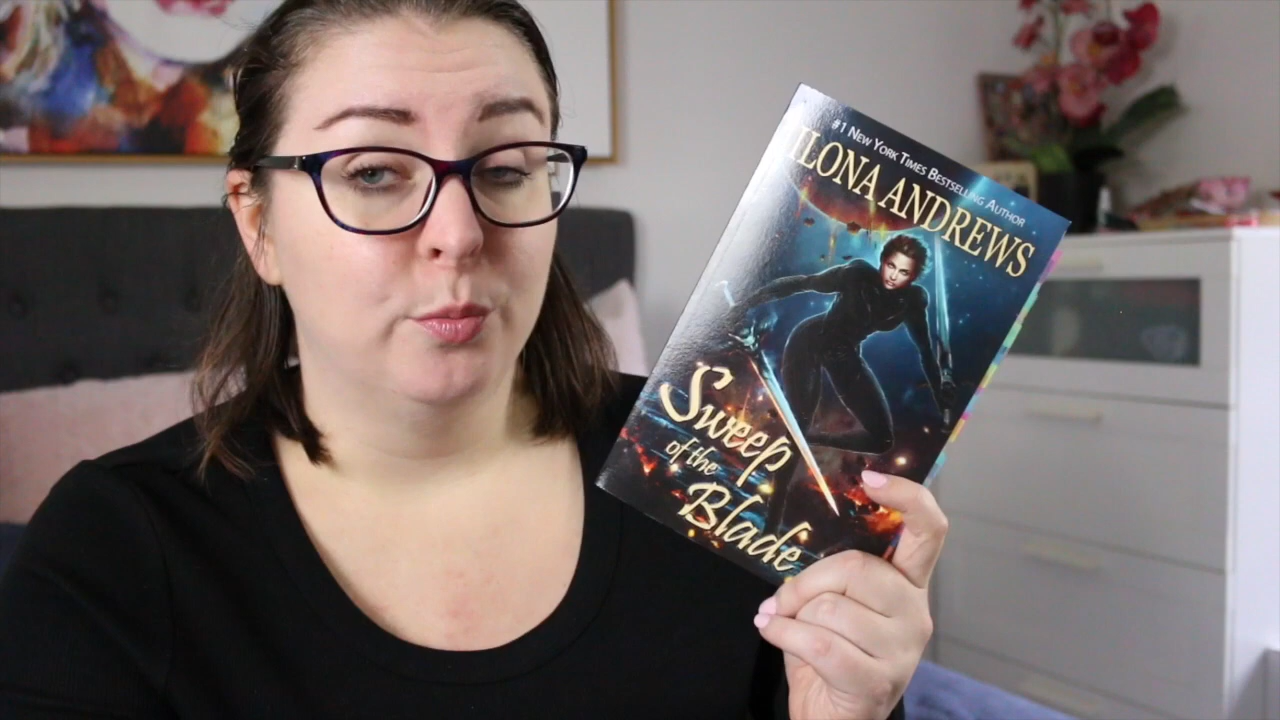 #1 New York Times Bestselling Author
ILONA ANDREWS
Sweep
of the
Blade